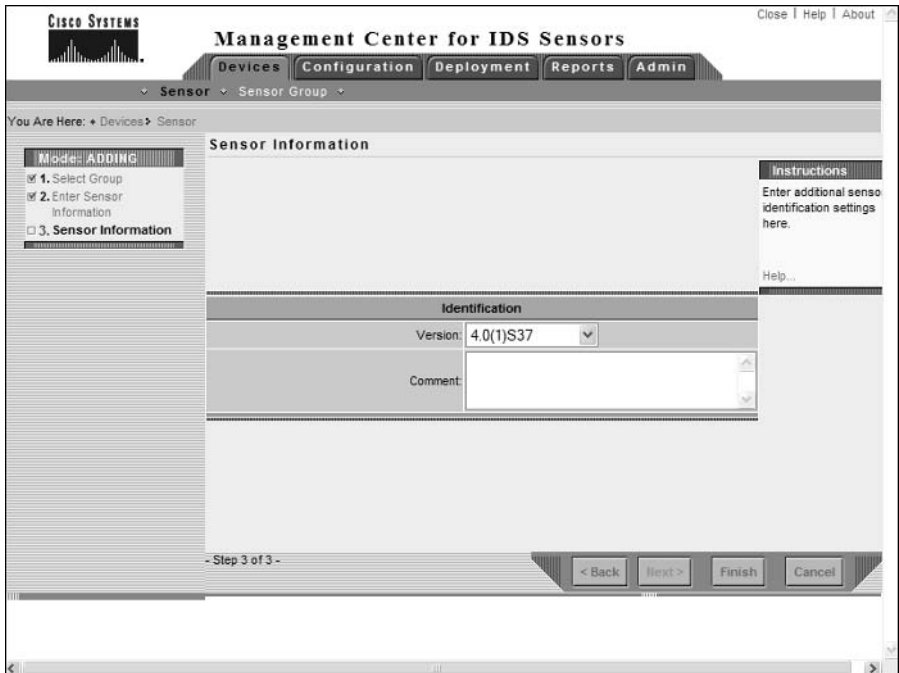 Close | Help | About
CISCO SYSTEMS
Management Center for IDS Sensors
Devices Configuration Deployment Reports Admin
Sensor Sensor Group
You Are Here: Devices Sensor
Sensor Information
Mode: ADDING
1. Select Group
2. Enter Sensor
Information
3. Sensor Information
Instructions
Enter additional senso
identification settings
here.
Help...
Identification
Version: 4.0(1)S37
Comment:
- Step 3 of 3 -
< Back Next > Finish Cancel